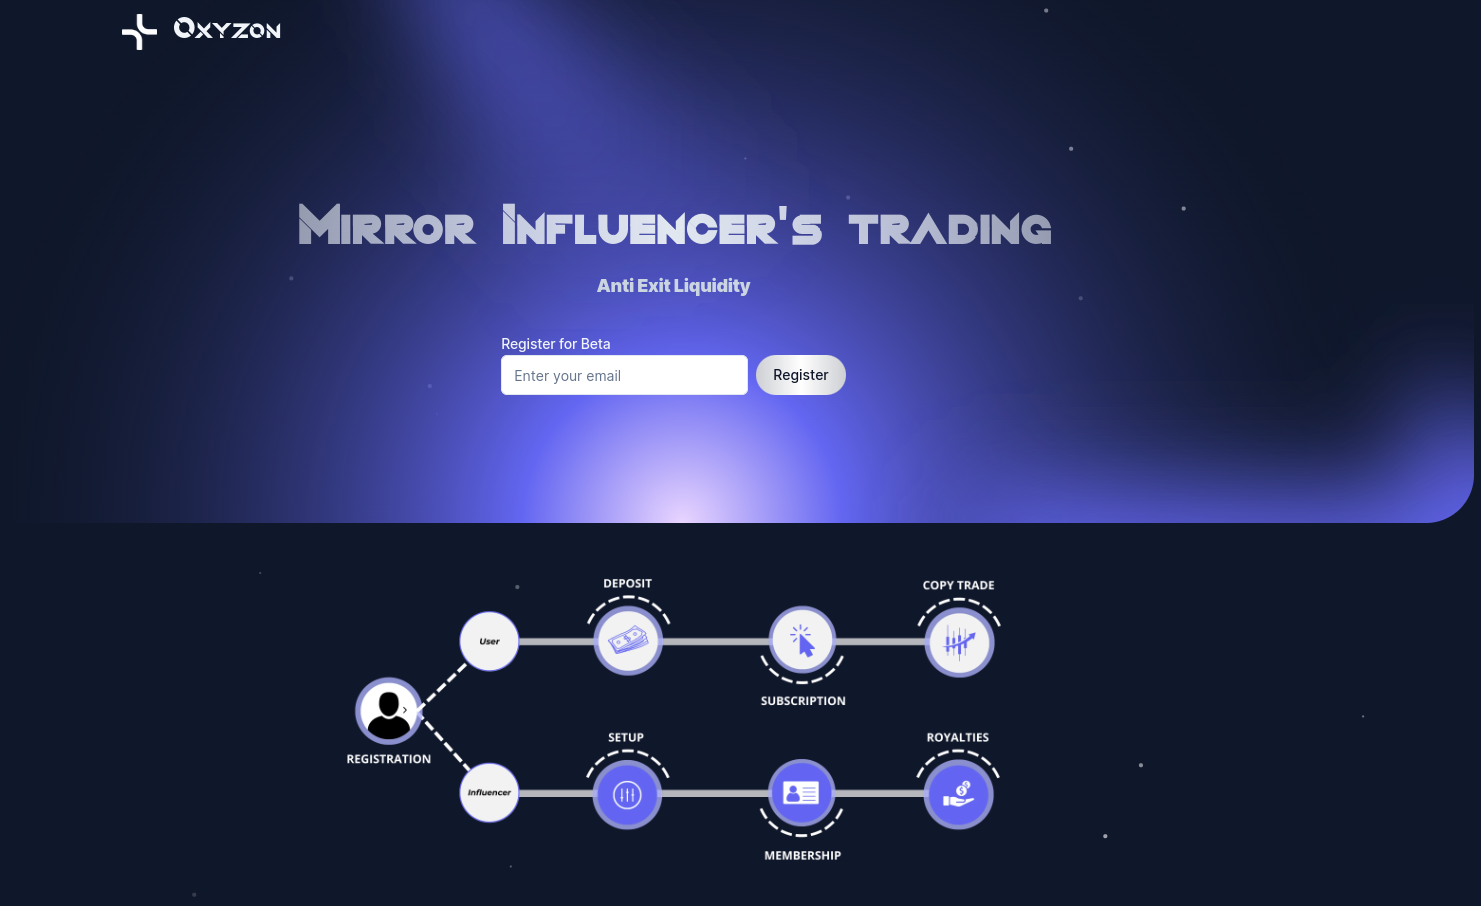 Oxyzon
Mirror Influencer's trading
Anti Exit Liquidity
Register for Beta
Enter your email
Register
DEPOSIT
COPY TRADE
User
SUBSCRIPTION
REGISTRATION
SETUP
ROYALTIES
Influencer
MEMBERSHIP